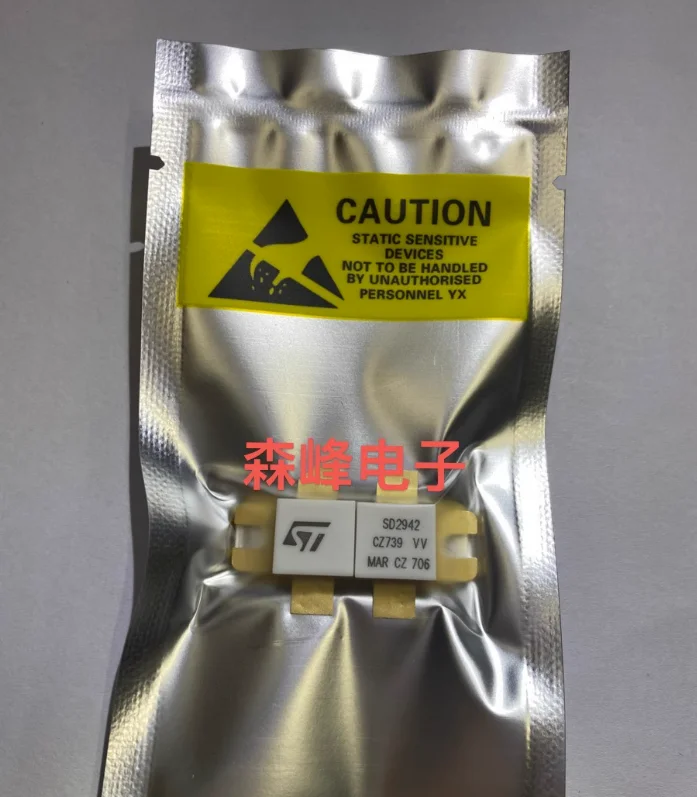 CAUTION
STATIC SENSITIVE
DEVICES
NOT TO BE HANDLED
BY UNAUTHORISED
PERSONNEL YX
森峰电子
ST
SD2942
CZ739 VV
MAR CZ 706